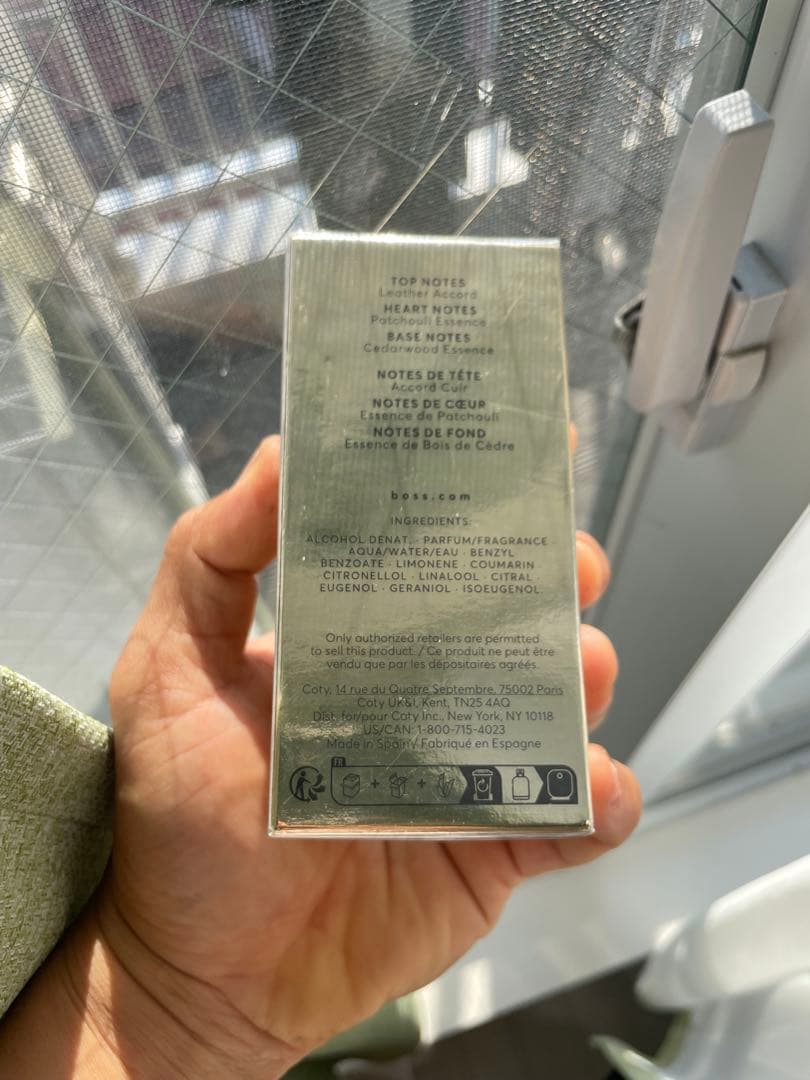 TOP NOTES
Leather Accord
HEART NOTES
Patchouli Essence
BASE NOTES
Cedarwood Essence
NOTES DE TÊTE
Accord Cuir
NOTES DE CŒUR
Essence de Patchouli
NOTES DE FOND
Essence de Bois de Cèdre
boss.com
INGREDIENTS:
ALCOHOL DENAT. · PARFUM/FRAGRANCE ·
AQUA/WATER/EAU · BENZYL
BENZOATE · LIMONENE · COUMARIN
· CITRONELLOL · LINALOOL · CITRAL ·
EUGENOL · GERANIOL · ISOEUGENOL.
Only authorized retailers are permitted
to sell this product. / Ce produit ne peut être
vendu que par les dépositaires agréés.
Coty, 14 rue du Quatre Septembre, 75002 Paris
Coty UK&I, Kent, TN25 4AQ
Dist. for/pour Coty Inc., New York, NY 10118
US/CAN: 1-800-715-4023
Made in Spain / Fabriqué en Espagne
FR